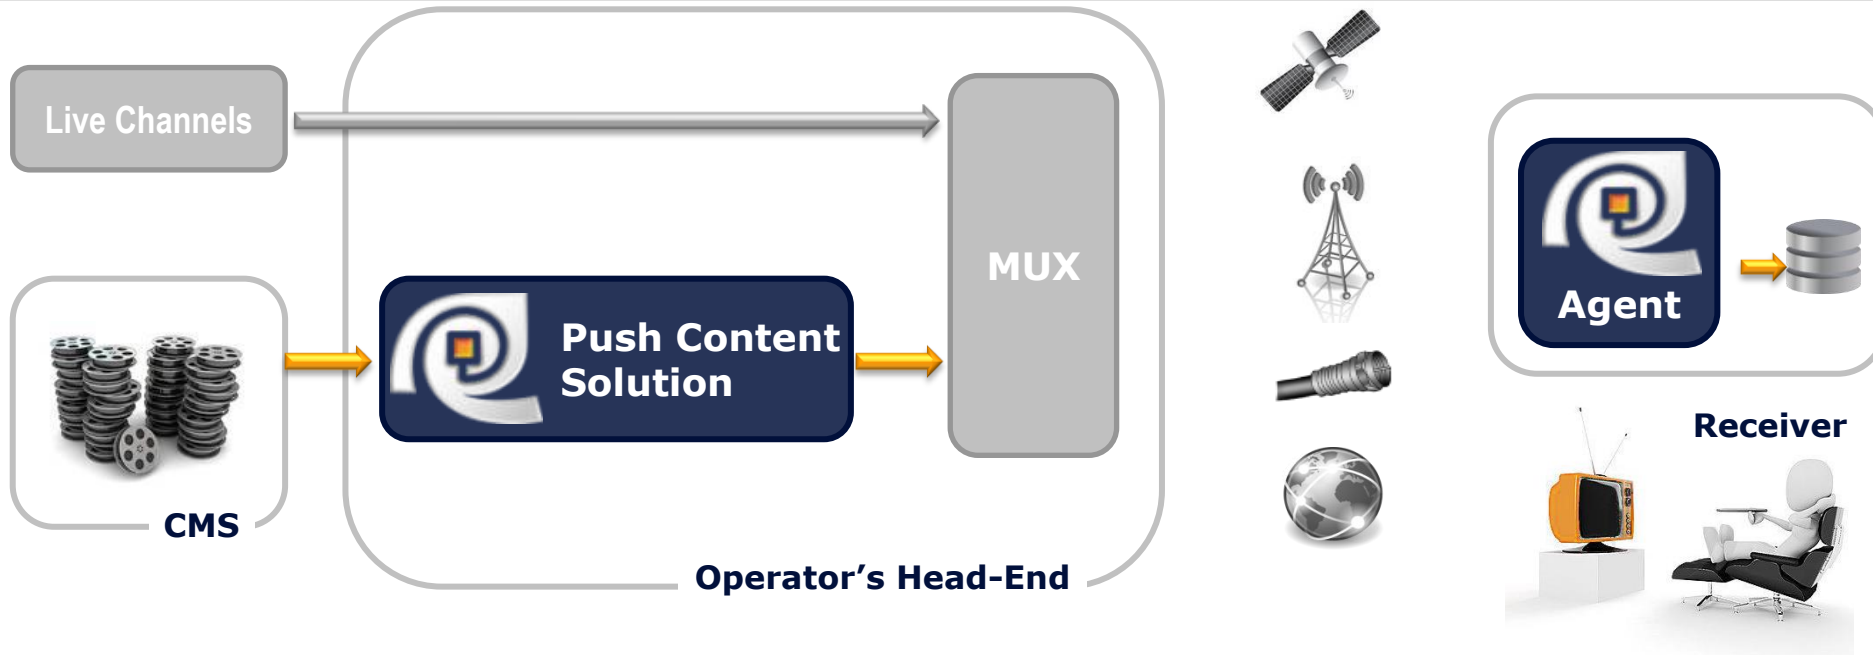 Live Channels
MUX
Push Content
Solution
Agent
CMS
Operator’s Head-End
Receiver